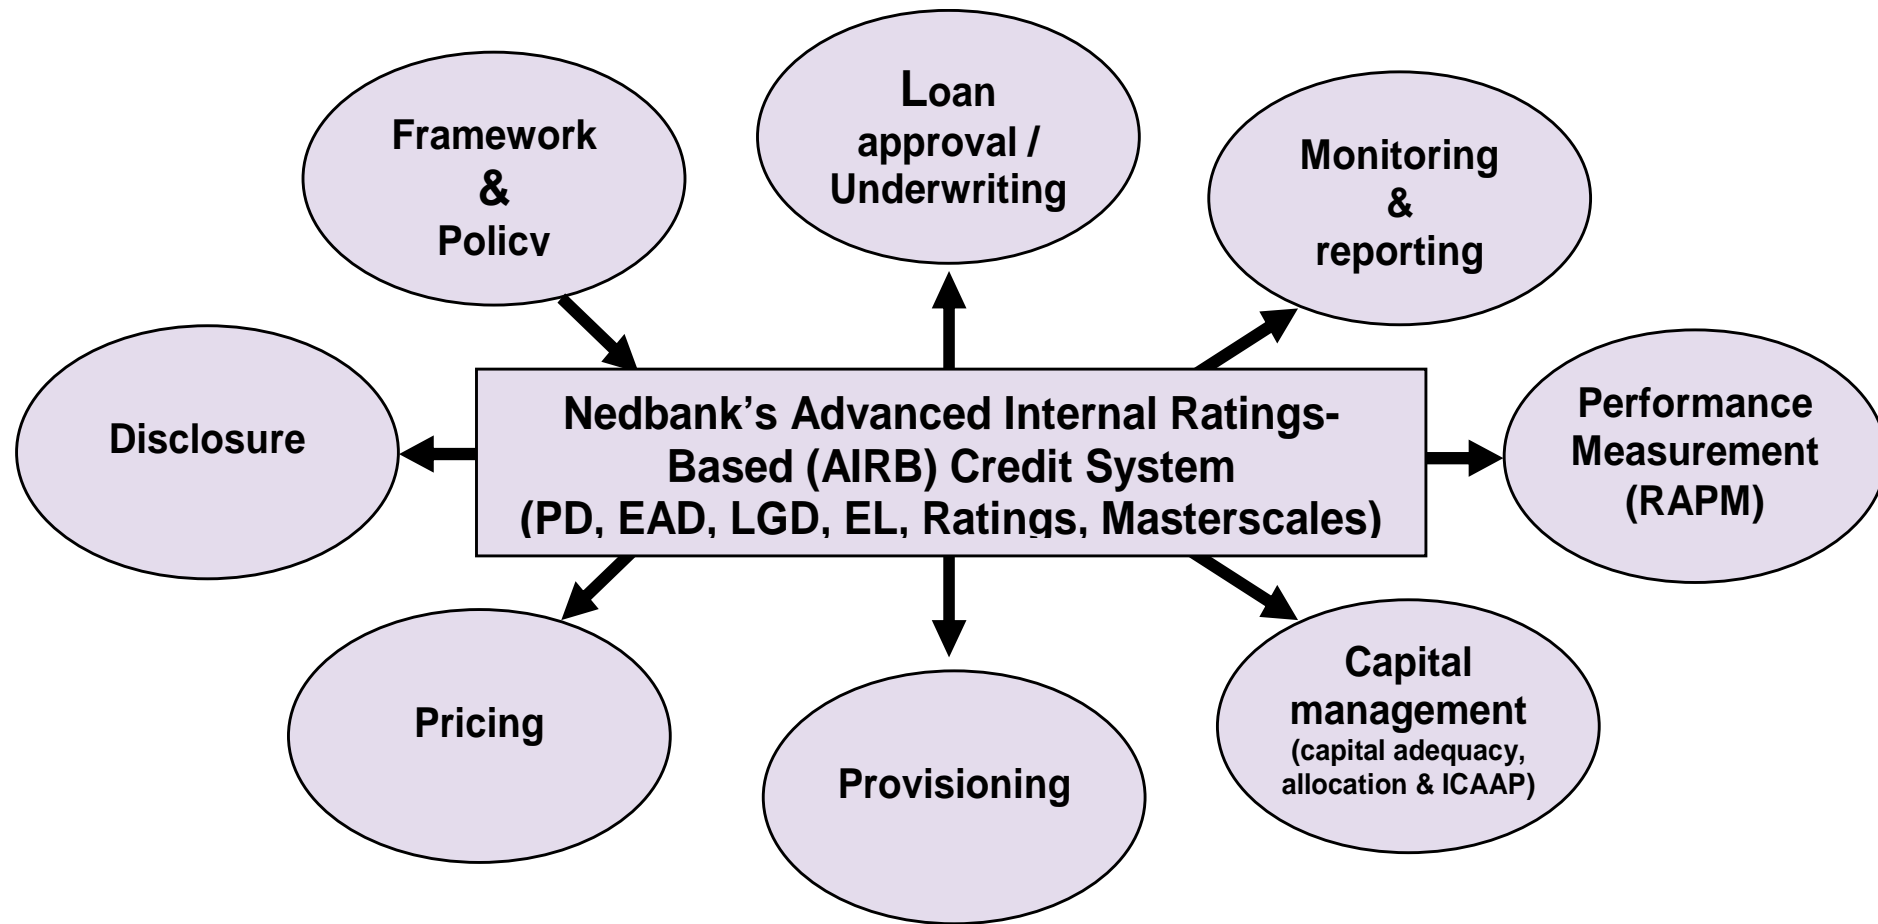 Framework
&
Policy
Loan
approval /
Underwriting
Monitoring
&
reporting
Disclosure
Nedbank’s Advanced Internal Ratings-
Based (AIRB) Credit System
(PD, EAD, LGD, EL, Ratings, Masterscales)
Performance
Measurement
(RAPM)
Pricing
Provisioning
Capital
management
(capital adequacy,
allocation & ICAAP)